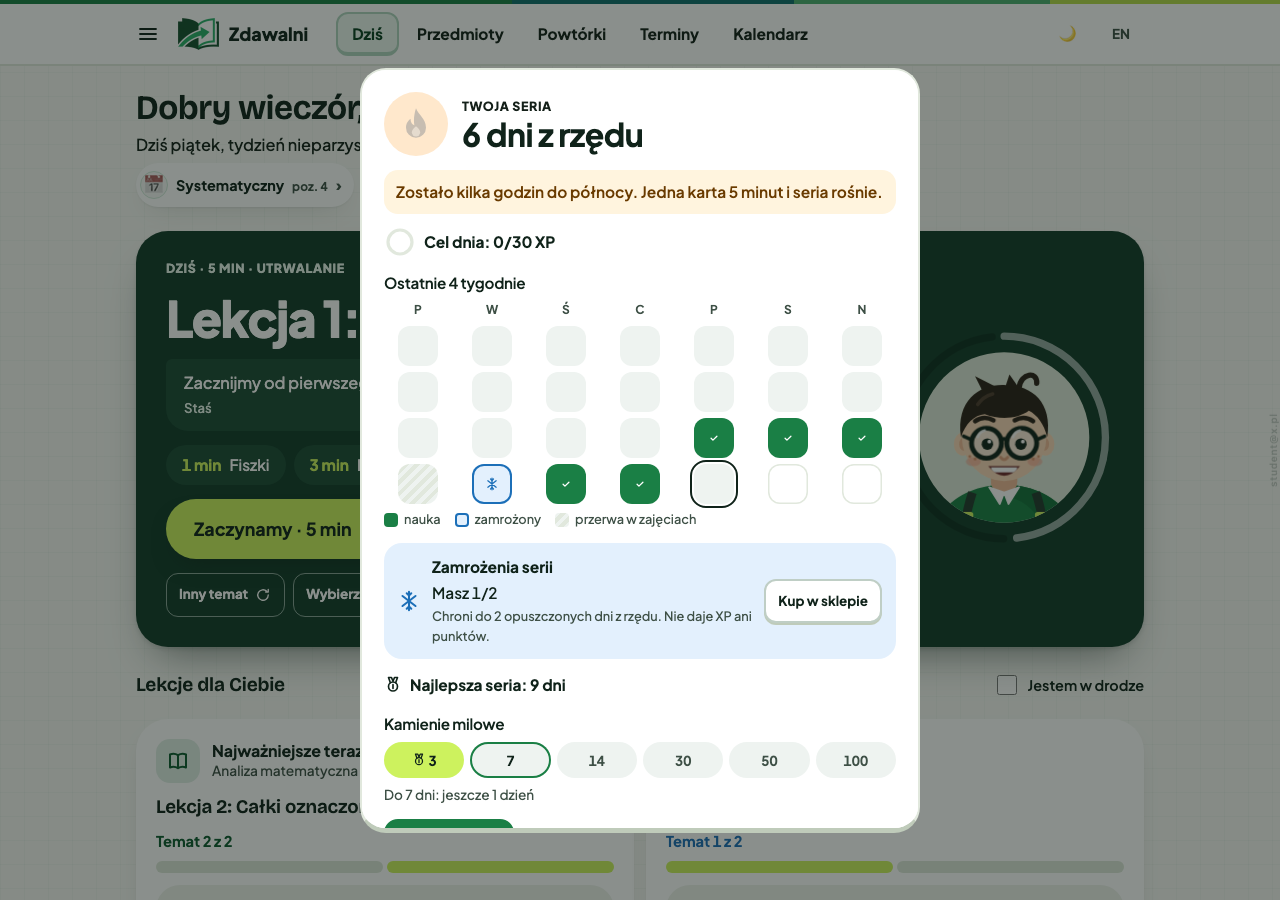 Zdawalni
Dziś
Przedmioty
Powtórki
Terminy
Kalendarz
EN
Dobry wieczór,
Dziś piątek, tydzień nieparzys
17
Systematyczny poz. 4 ›
DZIŚ · 5 MIN · UTRWALANIE
Lekcja 1:
Zacznijmy od pierwszeg
Staś
1 min Fiszki
3 min
Zaczynamy · 5 min
Inny temat
Wybierz
TWOJA SERIA
6 dni z rzędu
Zostało kilka godzin do północy. Jedna karta 5 minut i seria rośnie.
Cel dnia: 0/30 XP
Ostatnie 4 tygodnie
P W Ś C P S N
nauka zamrożony przerwa w zajęciach
Zamrożenia serii
Masz 1/2
Chroni do 2 opuszczonych dni z rzędu. Nie daje XP ani
punktów.
Kup w sklepie
Najlepsza seria: 9 dni
Kamienie milowe
3 7 14 30 50 100
Do 7 dni: jeszcze 1 dzień
Lekcje dla Ciebie
Jestem w drodze
Najważniejsze teraz
Analiza matematyczna
Lekcja 2: Całki oznaczo
Temat 2 z 2
Temat 1 z 2
student@x.pl